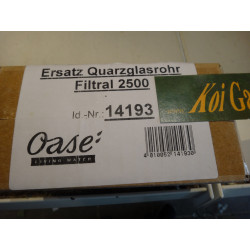 Ersatz Quarzglasrohr
Filtral 2500
Id.-Nr.: 14193
Koi Ga
Oase
LIVING WATER